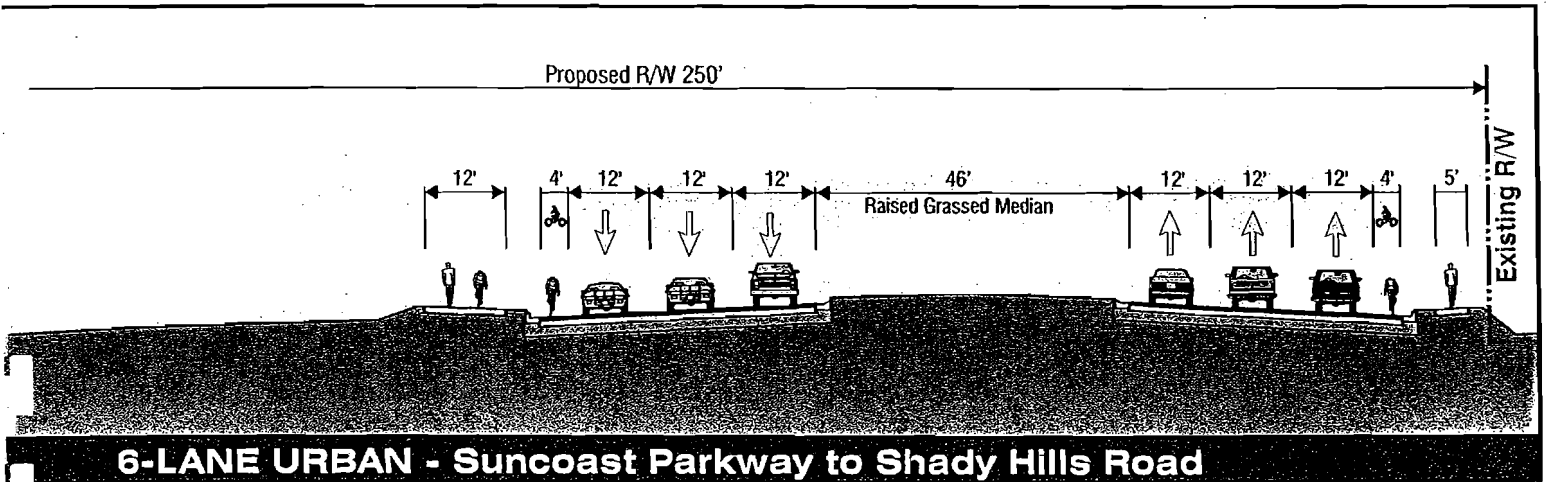 Proposed R/W 250'
12' 4' 12' 12' 12' 46' 12' 12' 12' 4' 5'
Raised Grassed Median
Existing R/W
6-LANE URBAN - Suncoast Parkway to Shady Hills Road